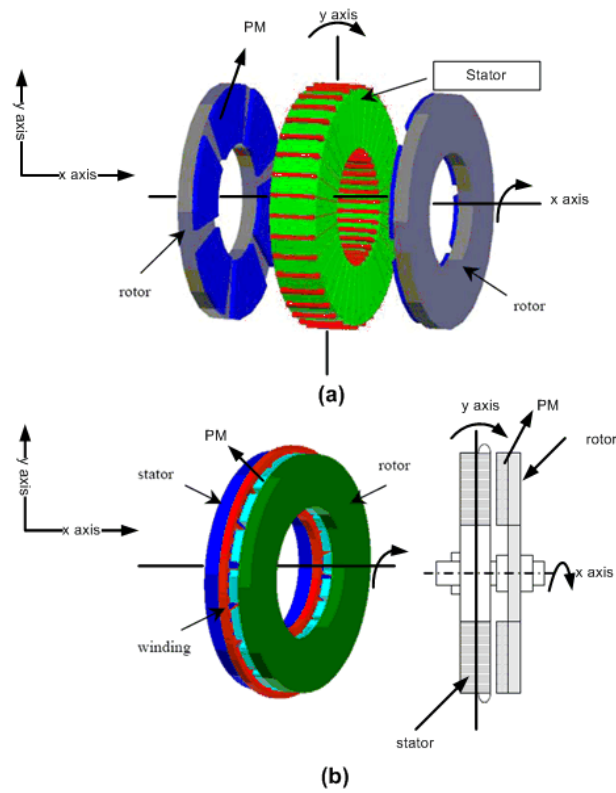 y axis
PM
Stator
y axis
x axis
x axis
rotor
rotor
(a)
y axis
PM
rotor
y axis
PM
stator
rotor
x axis
x axis
winding
stator
(b)